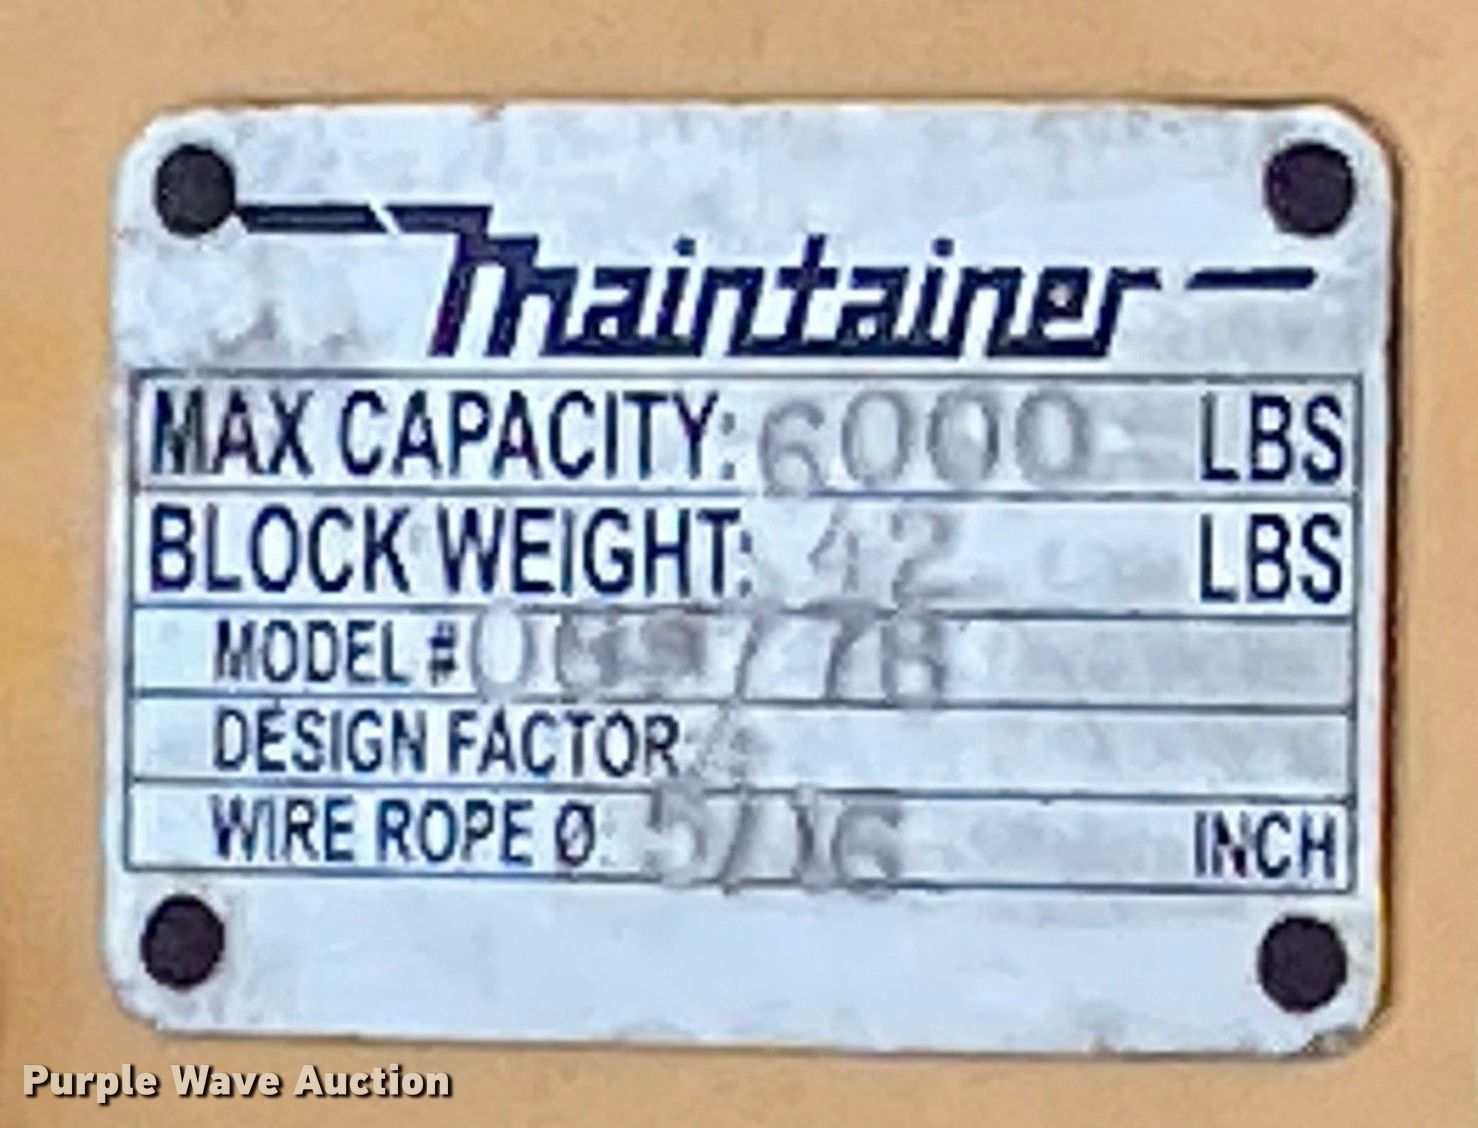 maintainer
MAX CAPACITY: 6000 LBS
BLOCK WEIGHT: 42 LBS
MODEL #
DESIGN FACTOR: 4
WIRE ROPE Ø: 5/16 INCH
Purple Wave Auction